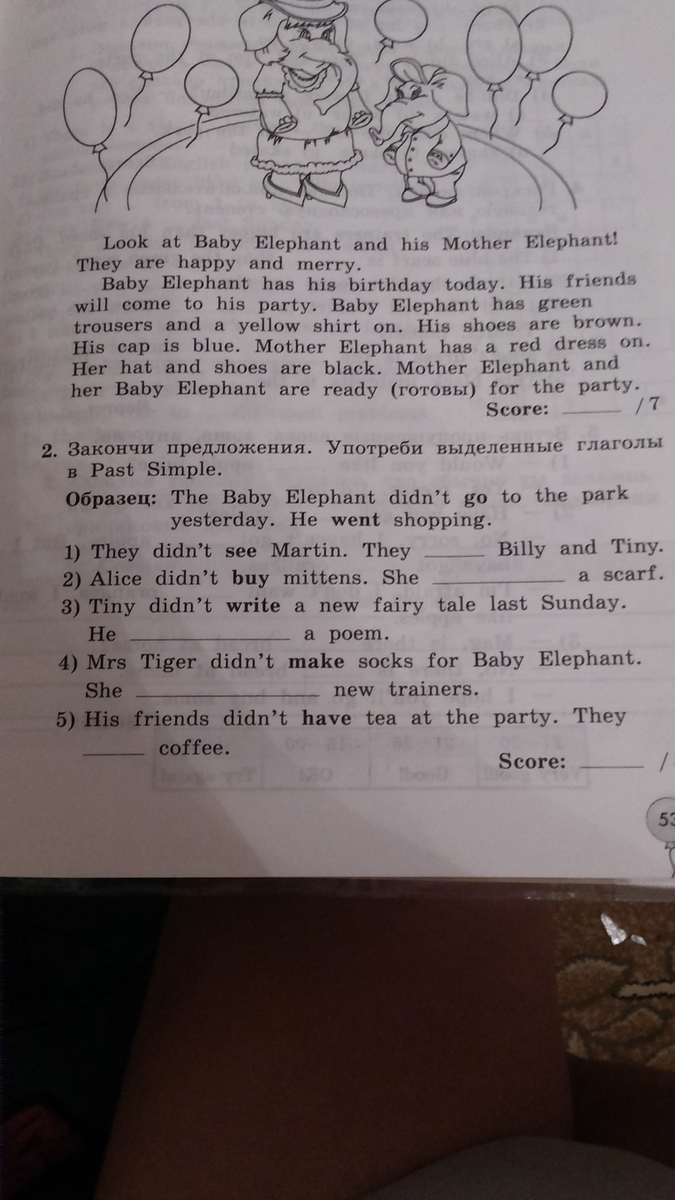 Look at Baby Elephant and his Mother Elephant!
They are happy and merry.
Baby Elephant has his birthday today. His friends
will come to his party. Baby Elephant has green
trousers and a yellow shirt on. His shoes are brown.
His cap is blue. Mother Elephant has a red dress on.
Her hat and shoes are black. Mother Elephant and
her Baby Elephant are ready (готовы) for the party.
Score: ______ / 7
2. Закончи предложения. Употреби выделенные глаголы
в Past Simple.
Образец: The Baby Elephant didn't go to the park
yesterday. He went shopping.
1) They didn't see Martin. They ______ Billy and Tiny.
2) Alice didn't buy mittens. She ____________ a scarf.
3) Tiny didn't write a new fairy tale last Sunday.
He ______________ a poem.
4) Mrs Tiger didn't make socks for Baby Elephant.
She ________________ new trainers.
5) His friends didn't have tea at the party. They
______ coffee.
Score: ______ /
53